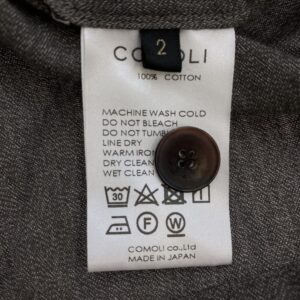 2
COMOLI
100% COTTON
MACHINE WASH COLD
DO NOT BLEACH
DO NOT TUMBL
LINE DRY
WARM IRON
DRY CLEAN
WET CLEAN
30
F
W
COMOLI co.,Ltd
MADE IN JAPAN